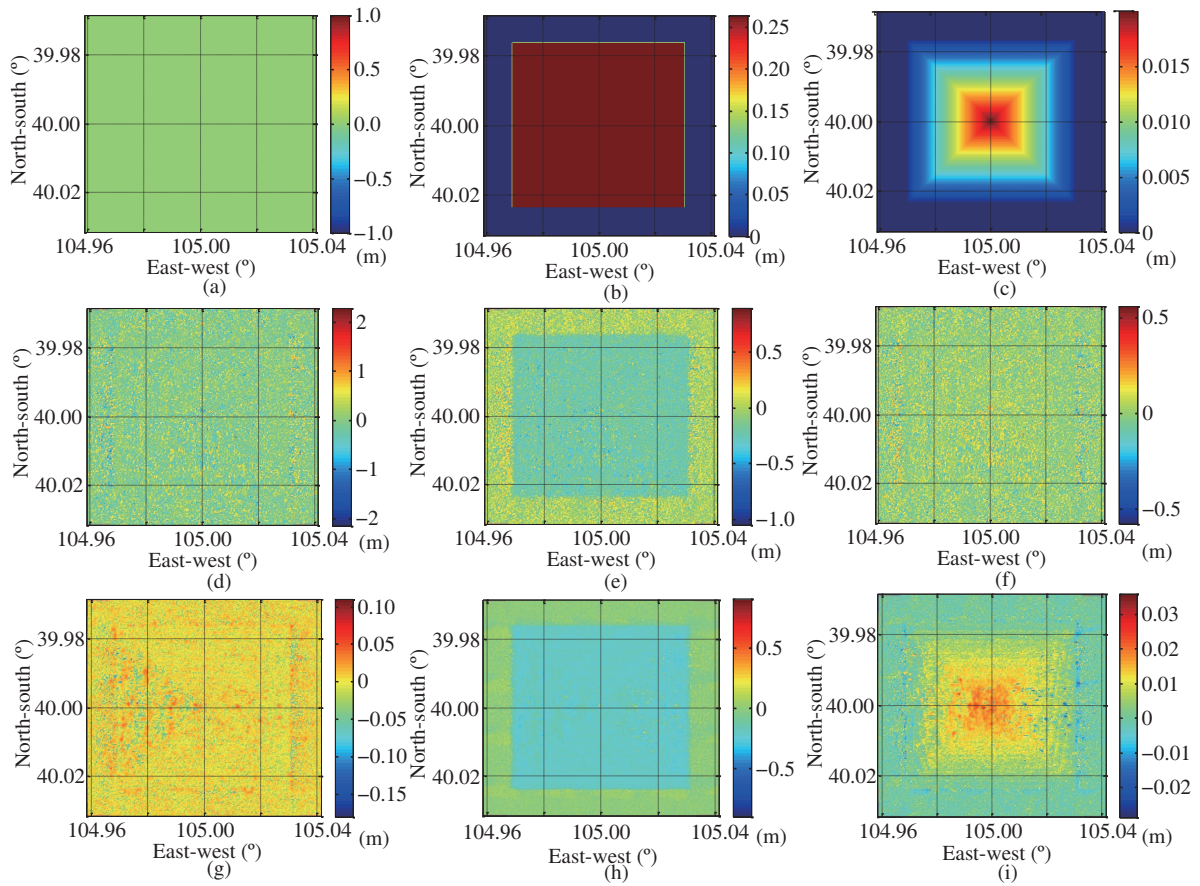 North-south (º)
39.98
40.00
40.02
104.96
105.00
105.04
East-west (º)
(a)
1.0
0.5
0.0
−0.5
−1.0
(m)
North-south (º)
39.98
40.00
40.02
104.96
105.00
105.04
East-west (º)
(b)
0.25
0.20
0.15
0.10
0.05
0
(m)
North-south (º)
39.98
40.00
40.02
104.96
105.00
105.04
East-west (º)
(c)
0.015
0.010
0.005
0
(m)
North-south (º)
39.98
40.00
40.02
104.96
105.00
105.04
East-west (º)
(d)
2
1
0
−1
−2
(m)
North-south (º)
39.98
40.00
40.02
104.96
105.00
105.04
East-west (º)
(e)
0.5
0
−0.5
−1.0
(m)
North-south (º)
39.98
40.00
40.02
104.96
105.00
105.04
East-west (º)
(f)
0.5
0
−0.5
(m)
North-south (º)
39.98
40.00
40.02
104.96
105.00
105.04
East-west (º)
(g)
0.10
0.05
0
−0.05
−0.10
−0.15
(m)
North-south (º)
39.98
40.00
40.02
104.96
105.00
105.04
East-west (º)
(h)
0.5
0
−0.5
(m)
North-south (º)
39.98
40.00
40.02
104.96
105.00
105.04
East-west (º)
(i)
0.03
0.02
0.01
0
−0.01
−0.02
(m)